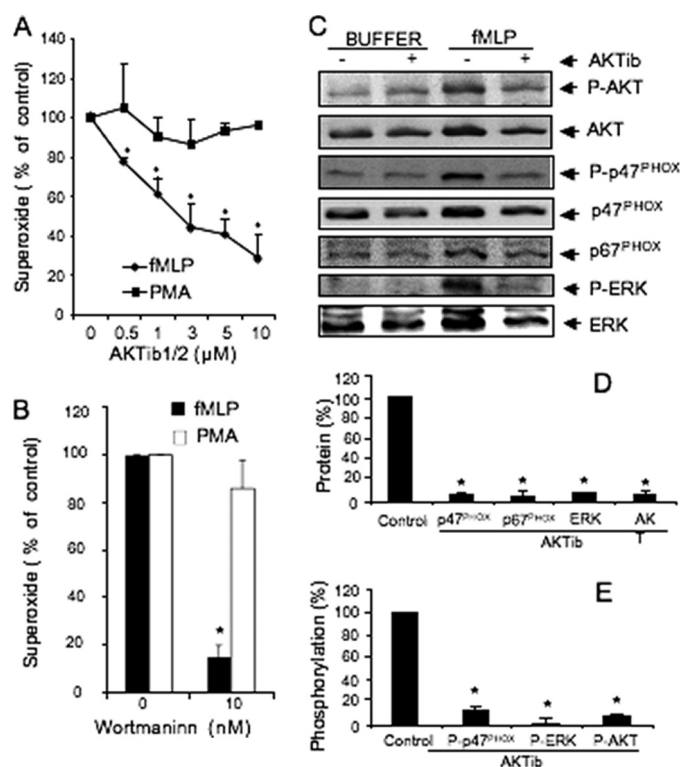 A
Superoxide ( % of control)
140
120
100
80
60
40
20
0
fMLP
PMA
0 0.5 1 3 5 10
AKTib1/2 (µM)
C
BUFFER fMLP
- + - + AKTib
P-AKT
AKT
P-p47PHOX
p47PHOX
p67PHOX
P-ERK
ERK
B
Superoxide ( % of control)
120
100
80
60
40
20
0
fMLP
PMA
*
0 10
Wortmaninn (nM)
D
Protein (%)
120
100
80
60
40
20
0
* * * *
Control p47PHOX p67PHOX ERK AK
T
AKTib
E
Phosphorylation (%)
120
100
80
60
40
20
0
* * *
Control P-p47PHOX P-ERK P-AKT
AKTib